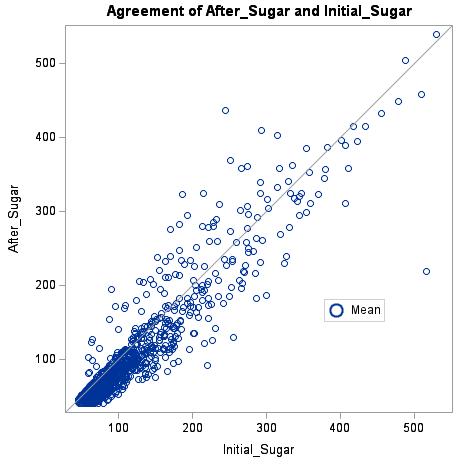 Agreement of After_Sugar and Initial_Sugar
500
400
300
200
100
After_Sugar
Mean
100 200 300 400 500
Initial_Sugar